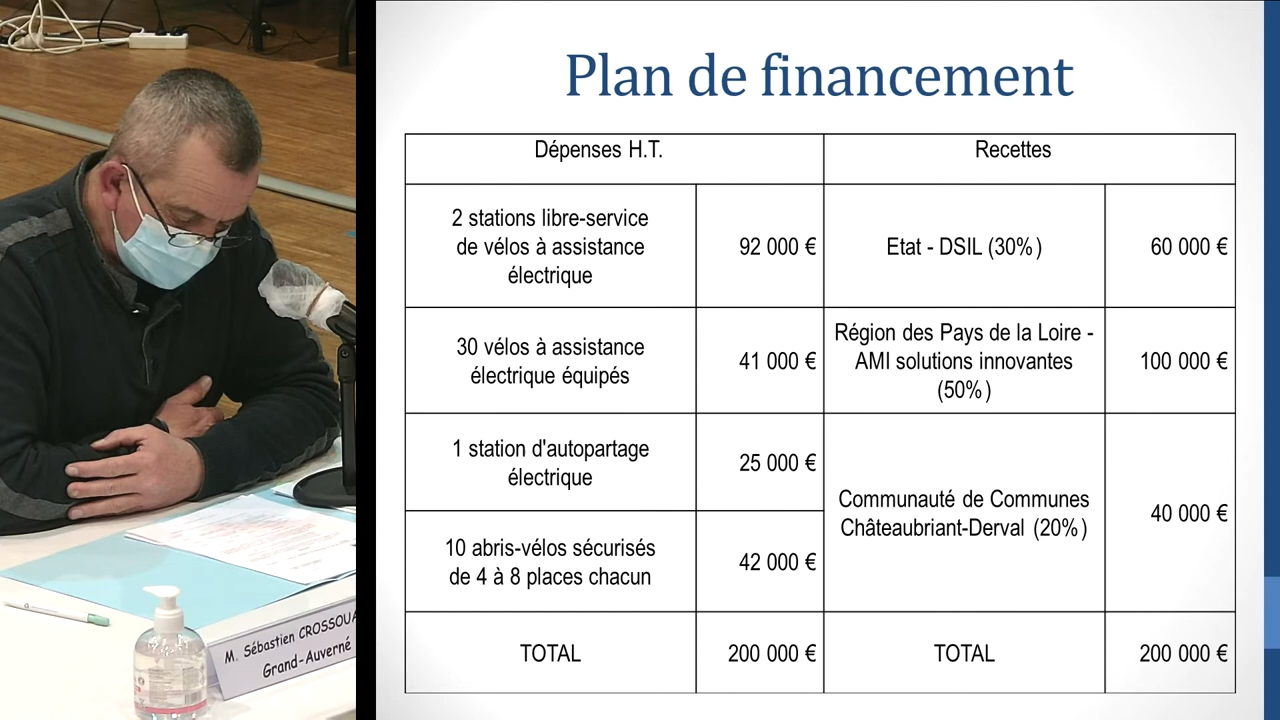 Plan de financement
Dépenses H.T.
Recettes
2 stations libre-service
de vélos à assistance
électrique
92 000 €
Etat - DSIL (30%)
60 000 €
30 vélos à assistance
électrique équipés
41 000 €
Région des Pays de la Loire -
AMI solutions innovantes
(50%)
100 000 €
1 station d'autopartage
électrique
25 000 €
Communauté de Communes
Châteaubriant-Derval (20%)
40 000 €
10 abris-vélos sécurisés
de 4 à 8 places chacun
42 000 €
TOTAL
200 000 €
TOTAL
200 000 €
M. Sébastien CROSSOUA
Grand-Auverné